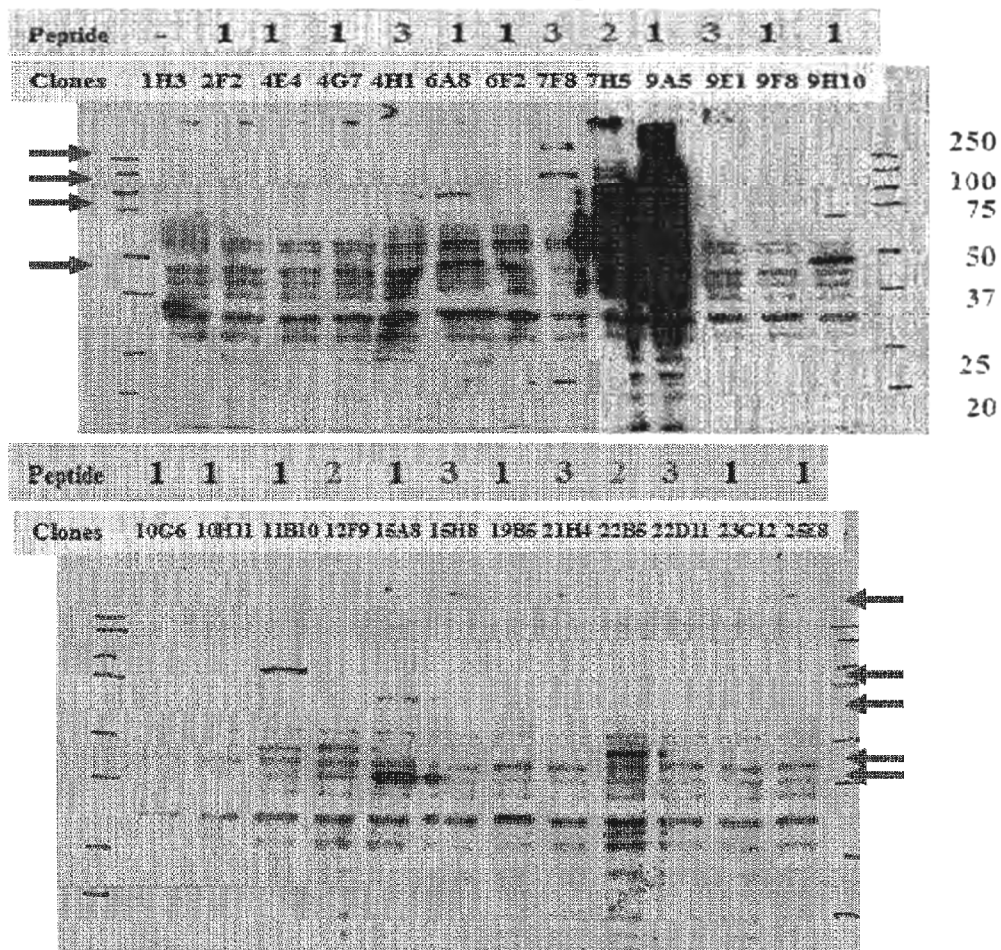 Peptide - 1 1 1 3 1 1 3 2 1 3 1 1
Clones 1H3 2F2 4E4 4G7 4H1 6A8 6F2 7F8 7H5 9A5 9E1 9F8 9H10
250
100
75
50
37
25
20
Peptide 1 1 1 2 1 3 1 3 2 3 1 1
Clones 10G6 10H11 11B10 12F9 15A8 15H8 19B5 21H4 22B5 22D11 23G12 25E8